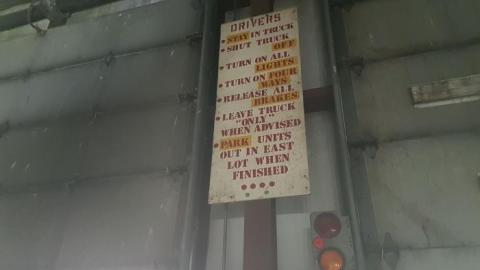 DRIVERS
• STAY IN TRUCK
• SHUT TRUCK
OFF
• TURN ON ALL
LIGHTS
• TURN ON FOUR
WAYS
• RELEASE ALL
BRAKES
• LEAVE TRUCK
"ONLY"
WHEN ADVISED
• PARK UNITS
OUT IN EAST
LOT WHEN
FINISHED